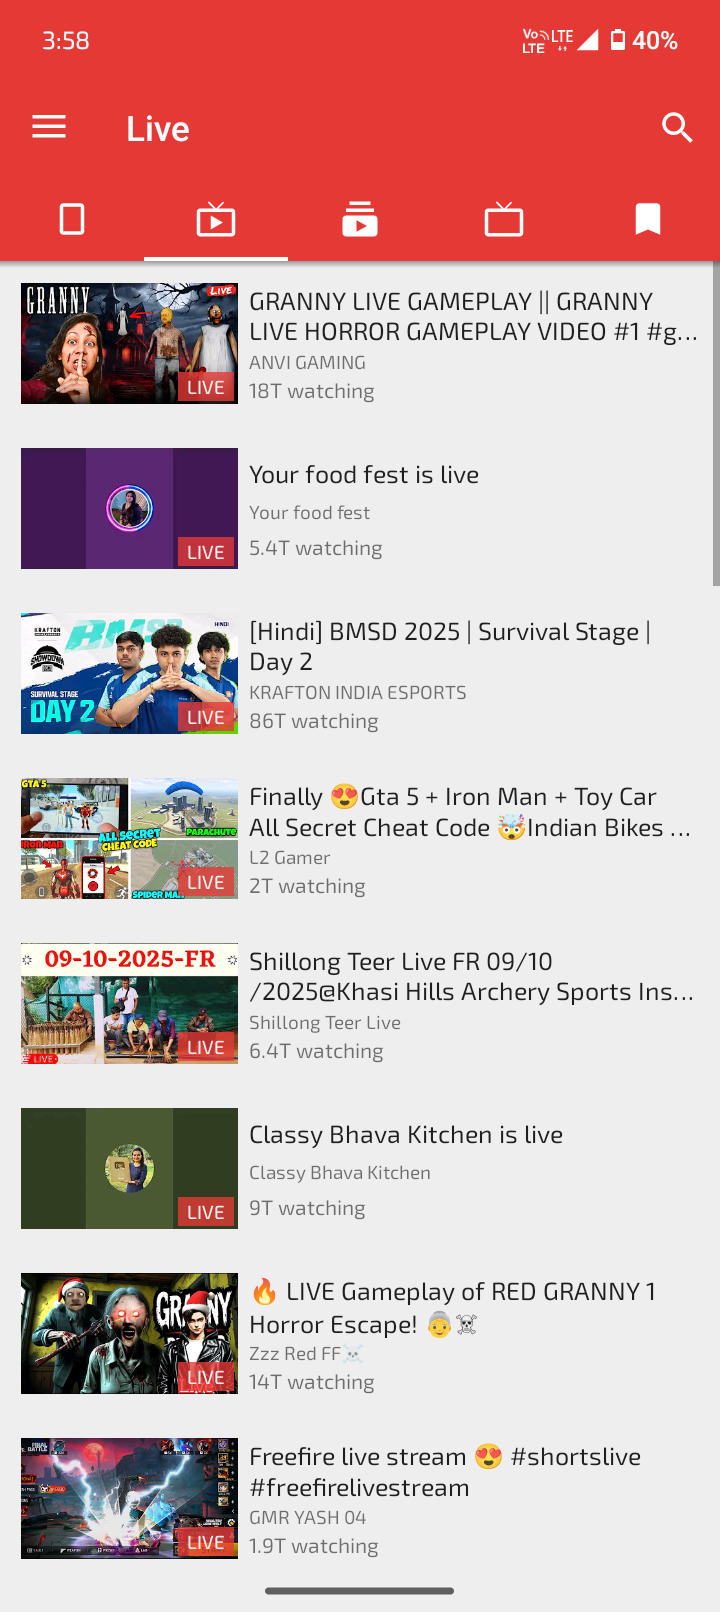 3:58
Vo LTE
LTE
40%
Live
GRANNY
LIVE
LIVE
GRANNY LIVE GAMEPLAY || GRANNY
LIVE HORROR GAMEPLAY VIDEO #1 #g...
ANVI GAMING
18T watching
LIVE
Your food fest is live
Your food fest
5.4T watching
KRAFTON
HINDI
BMSD
SHOWDOWN
SURVIVAL STAGE
DAY 2
LIVE
[Hindi] BMSD 2025 | Survival Stage |
Day 2
KRAFTON INDIA ESPORTS
86T watching
GTA 5
ALL SECRET
CHEAT CODE
PARACHUTE
IRON MAN
SPIDER MAN
LIVE
Finally 😍Gta 5 + Iron Man + Toy Car
All Secret Cheat Code 🤯Indian Bikes ...
L2 Gamer
2T watching
09-10-2025-FR
LIVE
LIVE
Shillong Teer Live FR 09/10
/2025@Khasi Hills Archery Sports Ins...
Shillong Teer Live
6.4T watching
LIVE
Classy Bhava Kitchen is live
Classy Bhava Kitchen
9T watching
GRANNY
LIVE
🔥 LIVE Gameplay of RED GRANNY 1
Horror Escape! 👵☠️
Zzz Red FF☠️
14T watching
LIVE
Freefire live stream 😍 #shortslive
#freefirelivestream
GMR YASH 04
1.9T watching